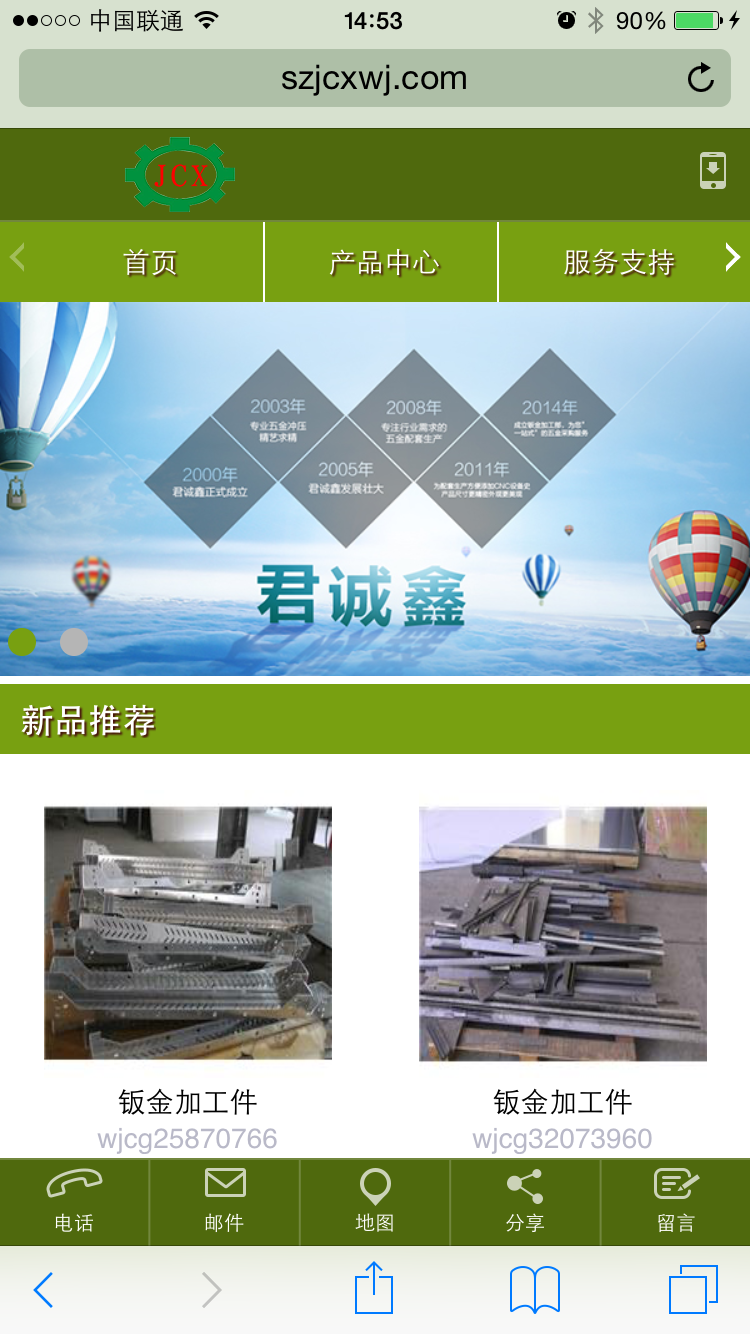 中国联通
14:53
90%
szjcxwj.com
JCX
首页
产品中心
服务支持
2003年
专业五金冲压
精艺求精
2008年
专注行业需求的
五金配套生产
2014年
成立钣金加工部、为您"
一站式"的五金采购服务
2000年
君诚鑫正式成立
2005年
君诚鑫发展壮大
2011年
为配套生产方便添加CNC设备史
产品尺寸更精密外观更美观
君诚鑫
新品推荐
钣金加工件
wjcg25870766
钣金加工件
wjcg32073960
电话
邮件
地图
分享
留言